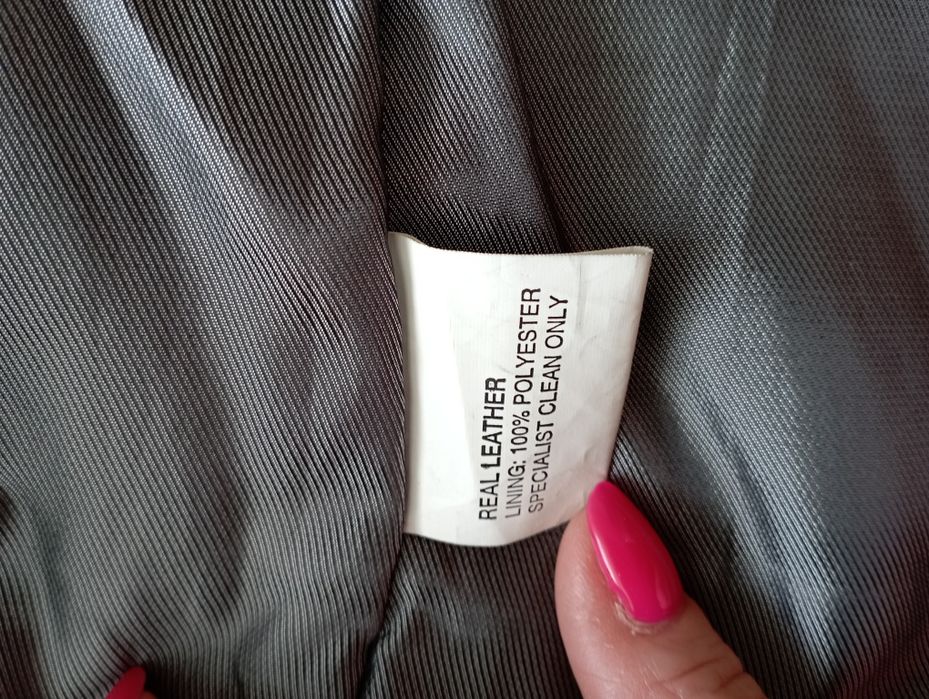 REAL LEATHER
LINING: 100% POLYESTER
SPECIALIST CLEAN ONLY